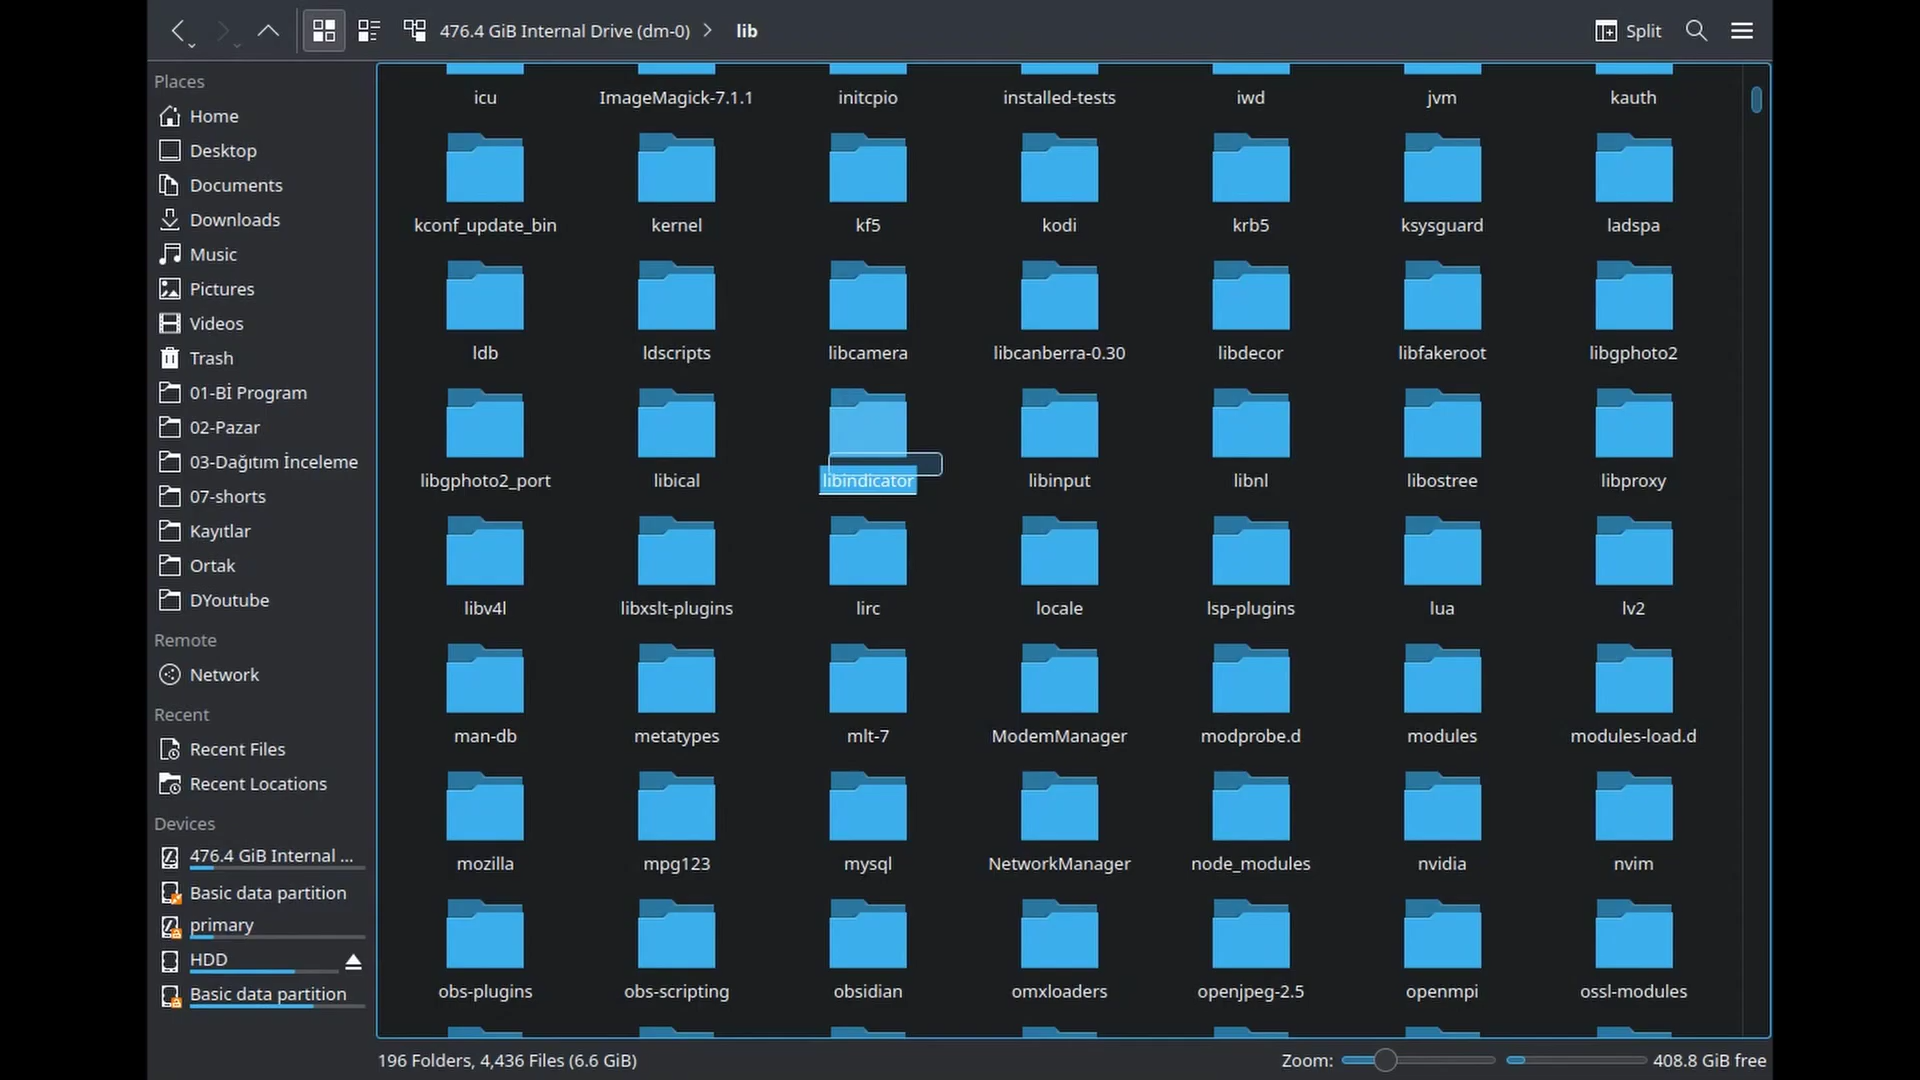 476.4 GiB Internal Drive (dm-0) > lib
Split
Places
Home
Desktop
Documents
Downloads
Music
Pictures
Videos
Trash
01-Bİ Program
02-Pazar
03-Dağıtım İnceleme
07-shorts
Kayıtlar
Ortak
DYoutube
Remote
Network
Recent
Recent Files
Recent Locations
Devices
476.4 GiB Internal ...
Basic data partition
primary
HDD
Basic data partition
icu ImageMagick-7.1.1 initcpio installed-tests iwd jvm kauth
kconf_update_bin kernel kf5 kodi krb5 ksysguard ladspa
ldb ldscripts libcamera libcanberra-0.30 libdecor libfakeroot libgphoto2
libgphoto2_port libical libindicator libinput libnl libostree libproxy
libv4l libxslt-plugins lirc locale lsp-plugins lua lv2
man-db metatypes mlt-7 ModemManager modprobe.d modules modules-load.d
mozilla mpg123 mysql NetworkManager node_modules nvidia nvim
obs-plugins obs-scripting obsidian omxloaders openjpeg-2.5 openmpi ossl-modules
196 Folders, 4,436 Files (6.6 GiB)
Zoom:
408.8 GiB free